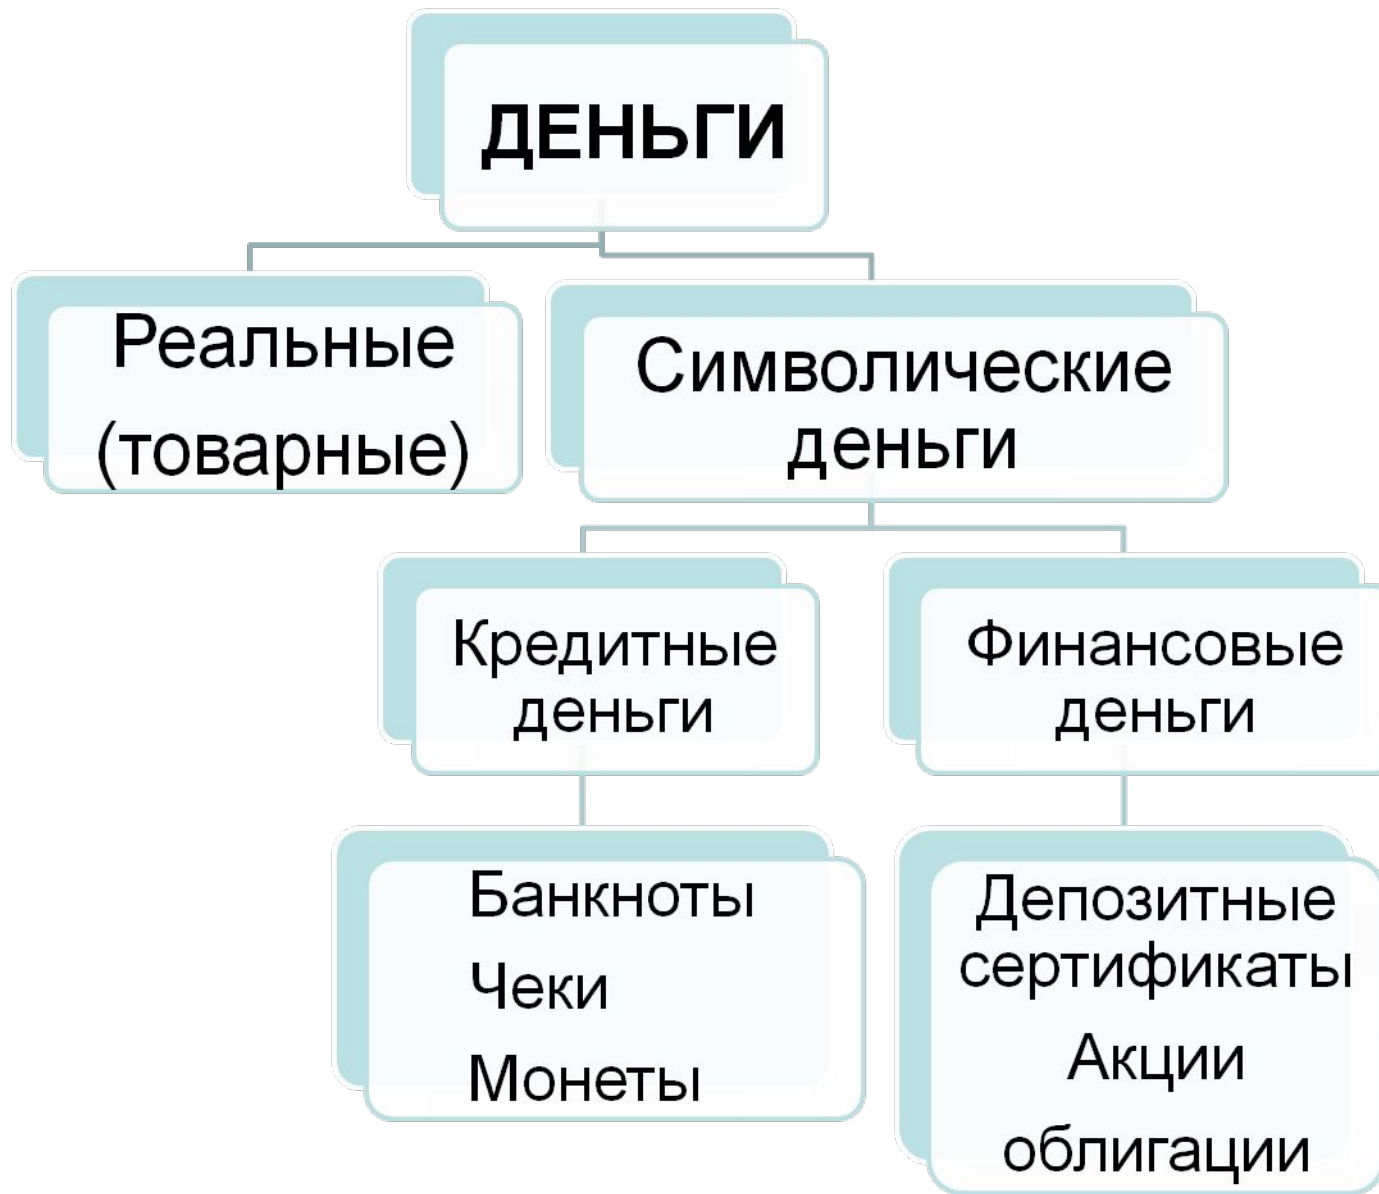 ДЕНЬГИ
Реальные
(товарные)
Символические
деньги
Кредитные
деньги
Финансовые
деньги
Банкноты
Чеки
Монеты
Депозитные
сертификаты
Акции
облигации